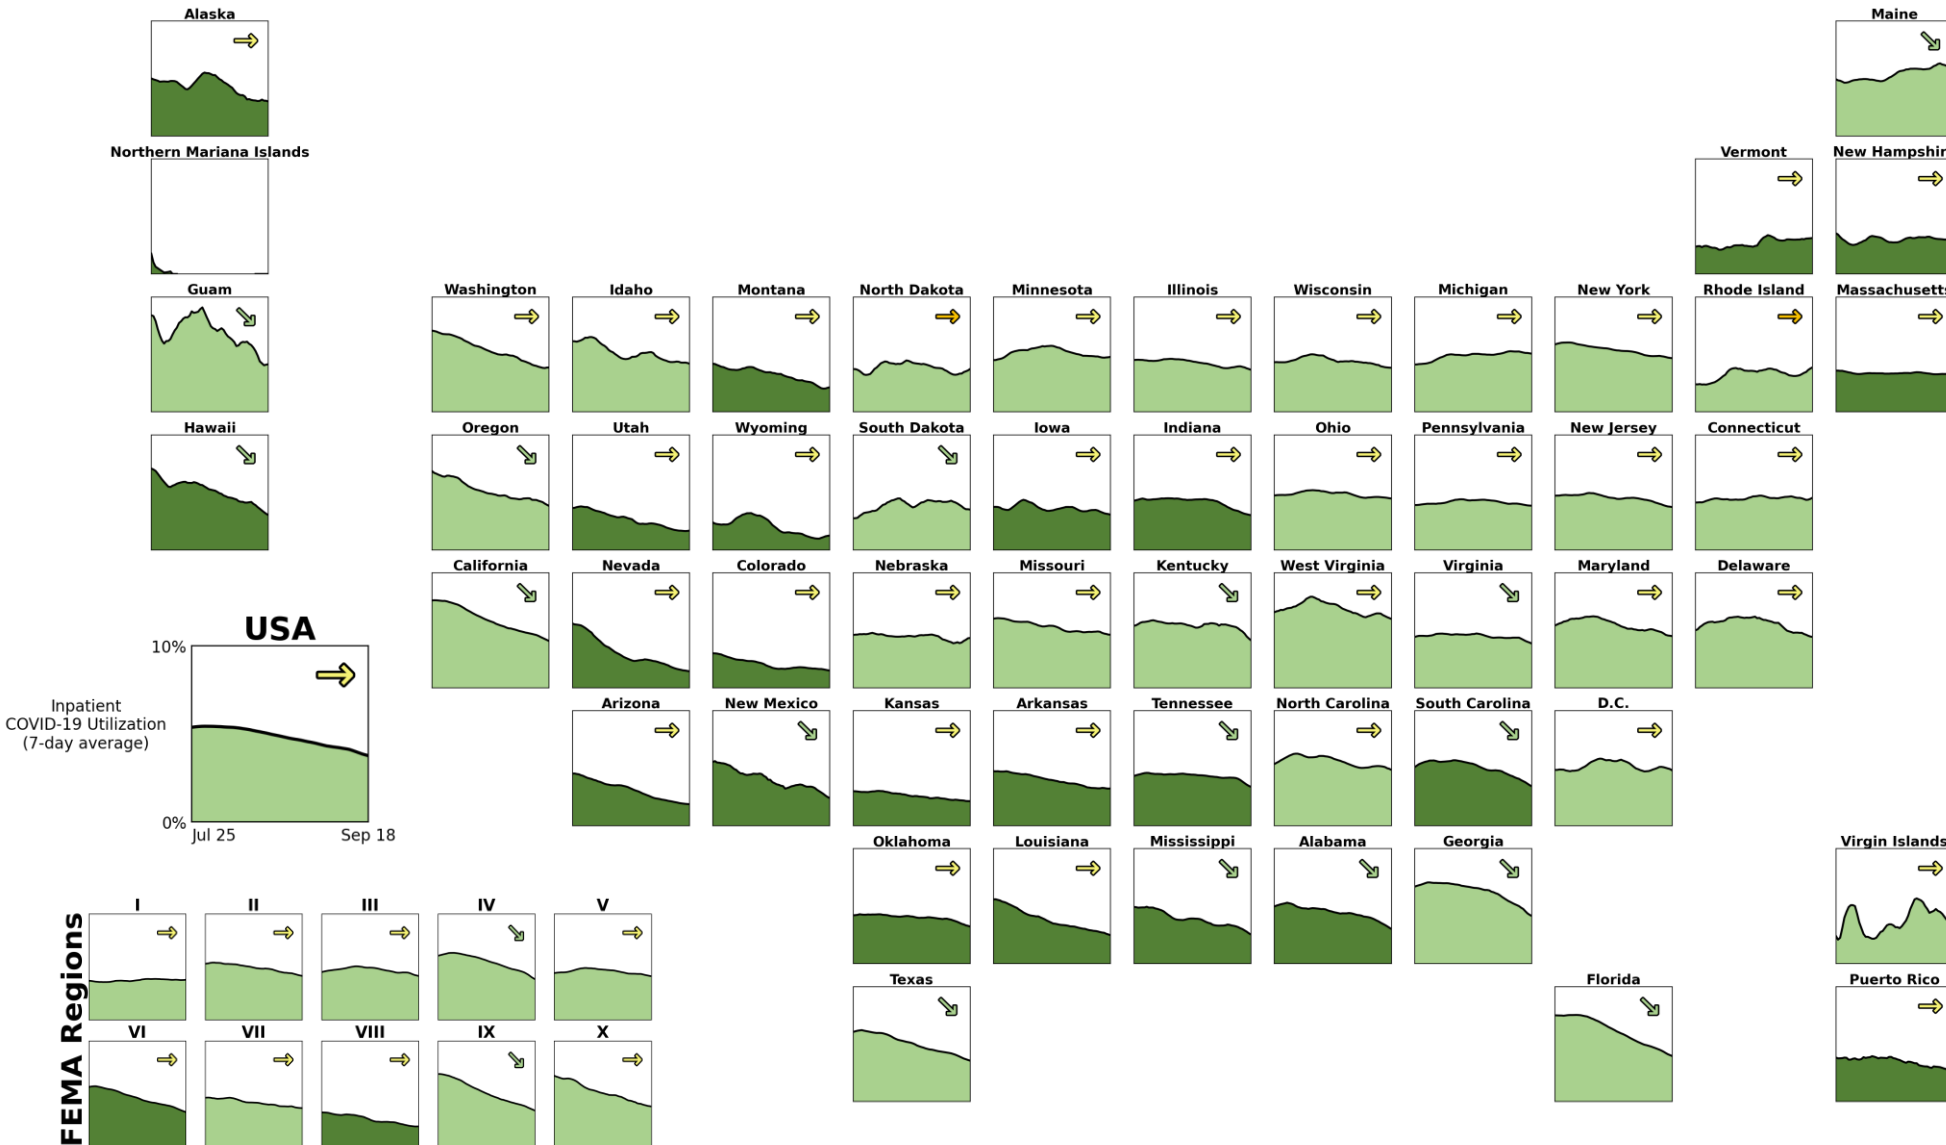 Alaska
Maine
Northern Mariana Islands
Vermont
New Hampshir
Guam
Washington
Idaho
Montana
North Dakota
Minnesota
Illinois
Wisconsin
Michigan
New York
Rhode Island
Massachusetts
Hawaii
Oregon
Utah
Wyoming
South Dakota
Iowa
Indiana
Ohio
Pennsylvania
New Jersey
Connecticut
California
Nevada
Colorado
Nebraska
Missouri
Kentucky
West Virginia
Virginia
Maryland
Delaware
USA
10%
Inpatient
COVID-19 Utilization
(7-day average)
0%
Jul 25
Sep 18
Arizona
New Mexico
Kansas
Arkansas
Tennessee
North Carolina
South Carolina
D.C.
Oklahoma
Louisiana
Mississippi
Alabama
Georgia
Virgin Islands
Texas
Florida
Puerto Rico
FEMA Regions
I
II
III
IV
V
VI
VII
VIII
IX
X